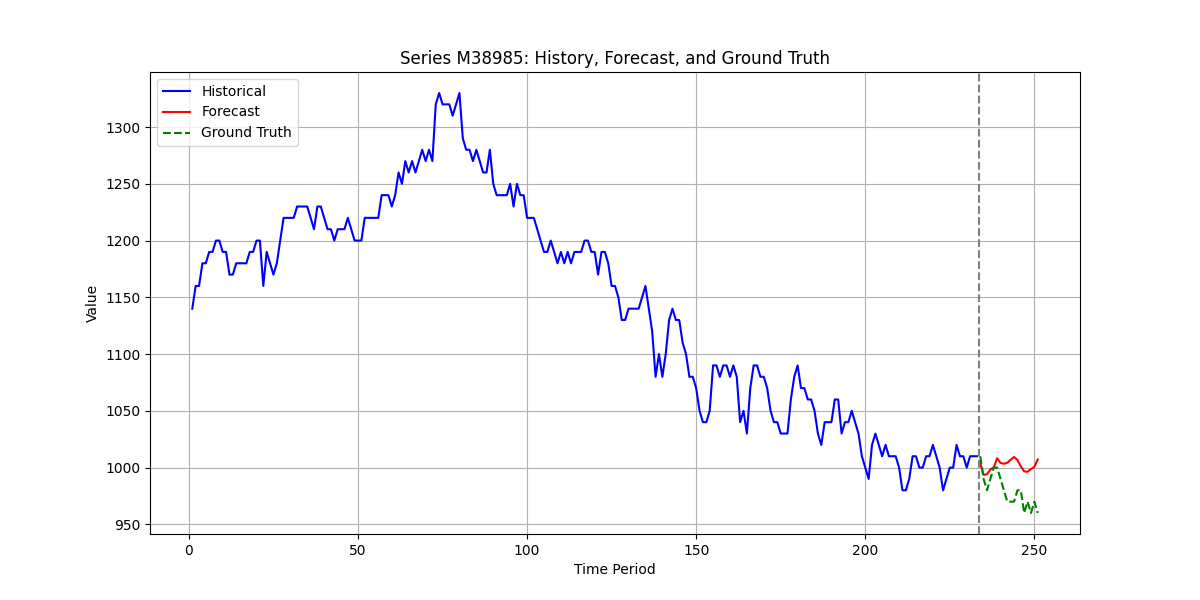 Series M38985: History, Forecast, and Ground Truth
Historical
Forecast
Ground Truth
1300
1250
1200
1150
1100
1050
1000
950
Value
0 50 100 150 200 250
Time Period